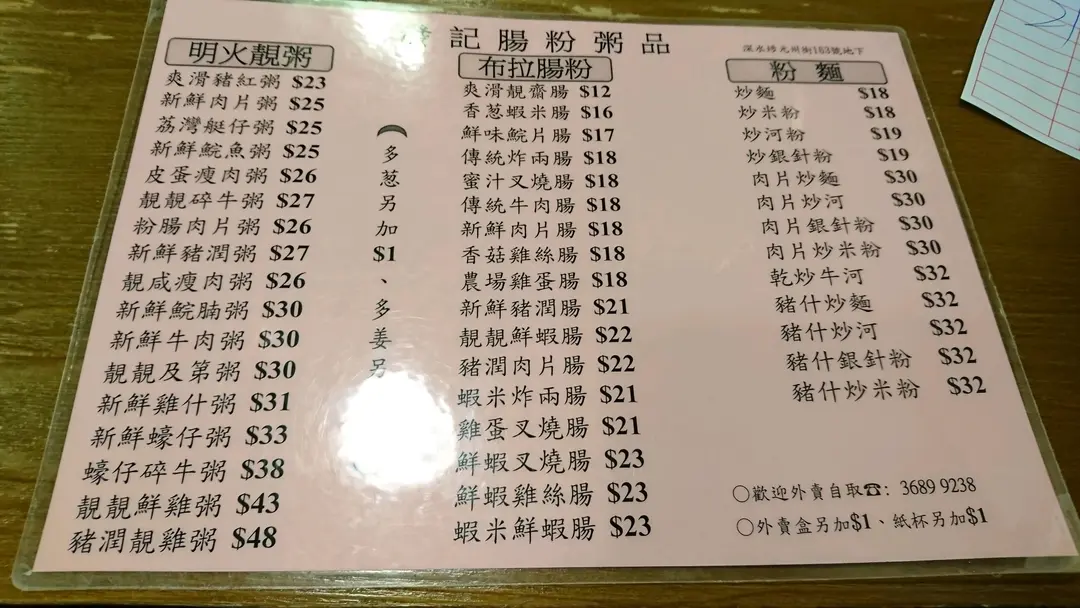 記腸粉粥品
深水埗元州街163號地下
明火靚粥
爽滑豬紅粥 $23
新鮮肉片粥 $25
荔灣艇仔粥 $25
新鮮鯇魚粥 $25
皮蛋瘦肉粥 $26
靚靚碎牛粥 $27
粉腸肉片粥 $26
新鮮豬潤粥 $27
靚咸瘦肉粥 $26
新鮮鯇腩粥 $30
新鮮牛肉粥 $30
靚靚及第粥 $30
新鮮雞什粥 $31
新鮮蠔仔粥 $33
蠔仔碎牛粥 $38
靚靚鮮雞粥 $43
豬潤靚雞粥 $48
(多葱另加$1、多姜另
布拉腸粉
爽滑靚齋腸 $12
香葱蝦米腸 $16
鮮味鯇片腸 $17
傳統炸兩腸 $18
蜜汁叉燒腸 $18
傳統牛肉腸 $18
新鮮肉片腸 $18
香菇雞絲腸 $18
農場雞蛋腸 $18
新鮮豬潤腸 $21
靚靚鮮蝦腸 $22
豬潤肉片腸 $22
蝦米炸兩腸 $21
雞蛋叉燒腸 $21
鮮蝦叉燒腸 $23
鮮蝦雞絲腸 $23
蝦米鮮蝦腸 $23
粉麵
炒麵 $18
炒米粉 $18
炒河粉 $19
炒銀針粉 $19
肉片炒麵 $30
肉片炒河 $30
肉片銀針粉 $30
肉片炒米粉 $30
乾炒牛河 $32
豬什炒麵 $32
豬什炒河 $32
豬什銀針粉 $32
豬什炒米粉 $32
○歡迎外賣自取☎: 3689 9238
○外賣盒另加$1、紙杯另加$1